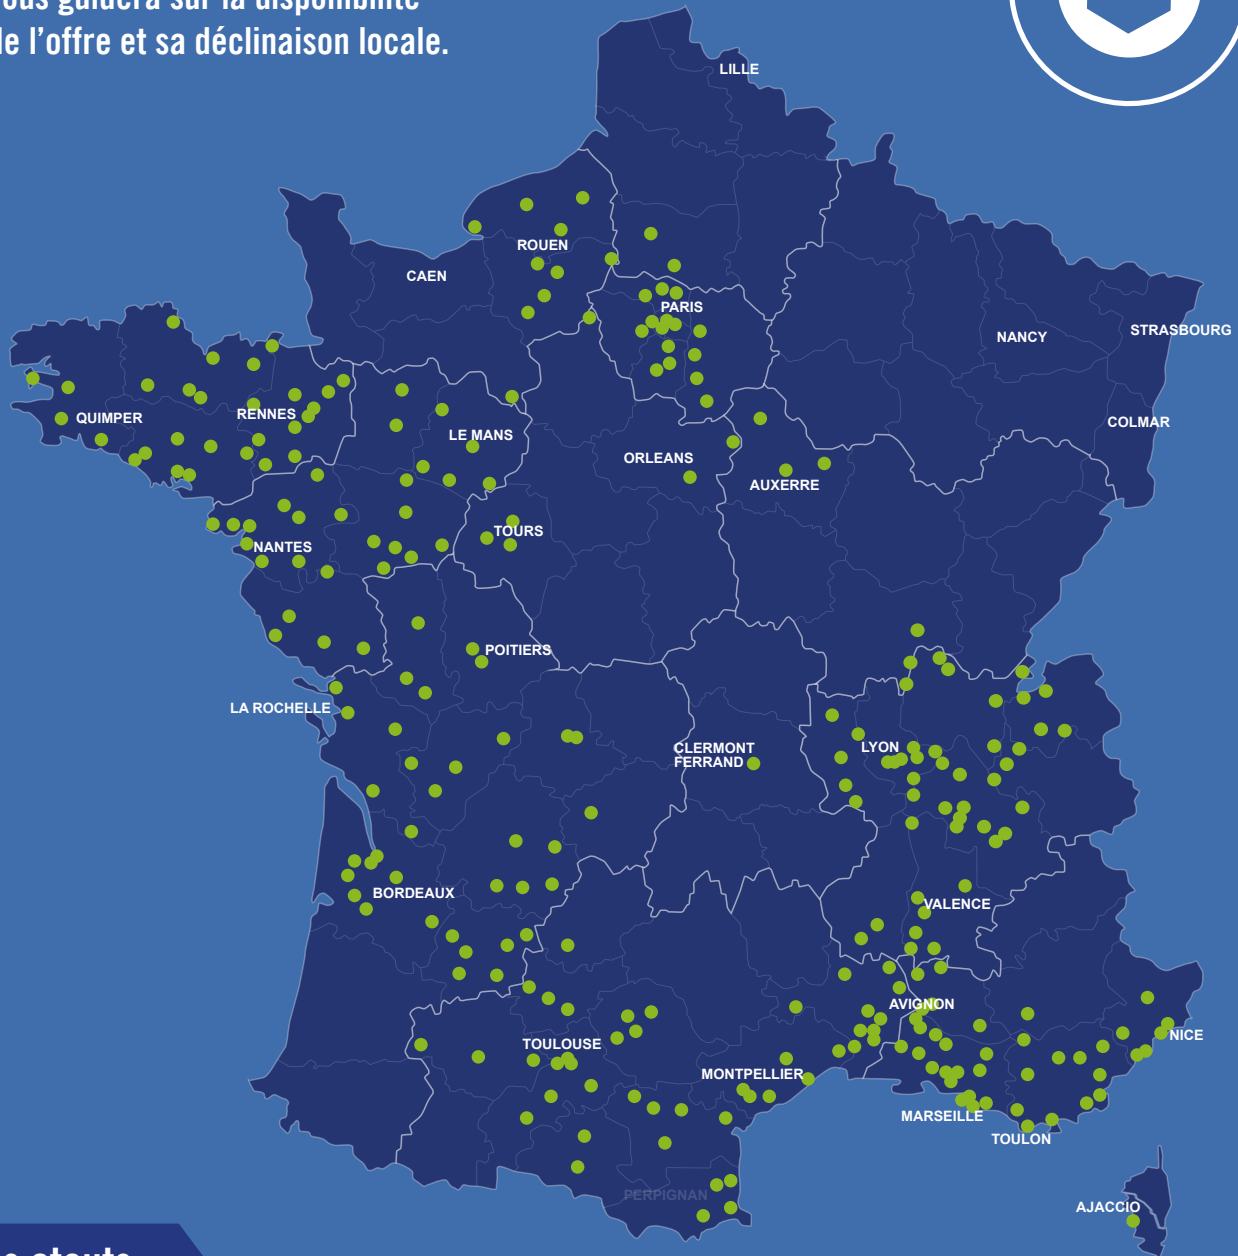 de l'offre et sa déclinaison locale.
LILLE
ROUEN
CAEN
PARIS
NANCY
STRASBOURG
QUIMPER
RENNES
COLMAR
LE MANS
ORLEANS
AUXERRE
TOURS
NANTES
POITIERS
LA ROCHELLE
LYON
CLERMONT
FERRAND
BORDEAUX
VALENCE
AVIGNON
NICE
TOULOUSE
MONTPELLIER
MARSEILLE
TOULON
PERPIGNAN
AJACCIO